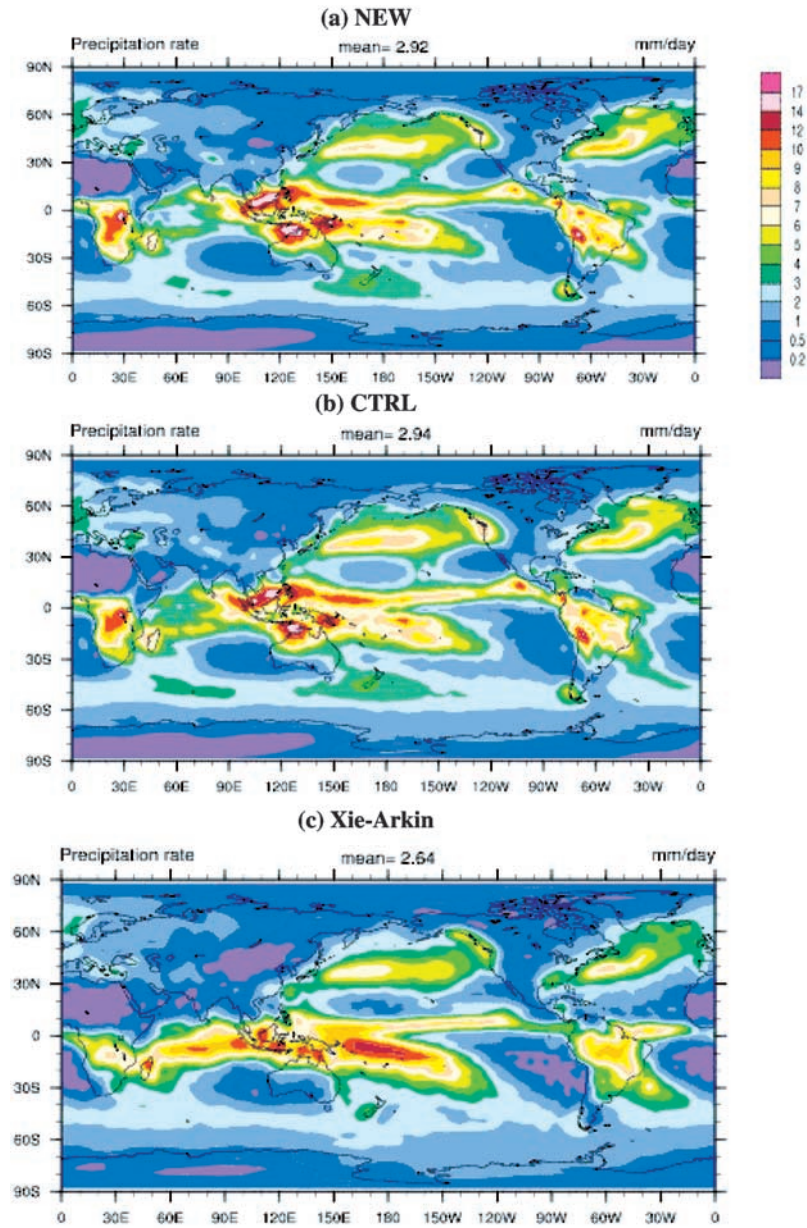 (a) NEW
Precipitation rate mean= 2.92 mm/day
90N
60N
30N
0
30S
60S
90S
0 30E 60E 90E 120E 150E 180 150W 120W 90W 60W 30W 0
17
14
12
10
9
8
7
6
5
4
3
2
1
0.5
0.2
(b) CTRL
Precipitation rate mean= 2.94 mm/day
90N
60N
30N
0
30S
60S
90S
0 30E 60E 90E 120E 150E 180 150W 120W 90W 60W 30W 0
(c) Xie-Arkin
Precipitation rate mean= 2.64 mm/day
90N
60N
30N
0
30S
60S
90S
0 30E 60E 90E 120E 150E 180 150W 120W 90W 60W 30W 0